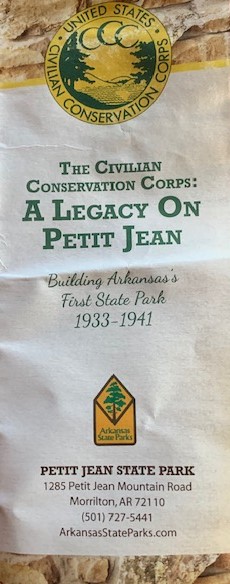 UNITED STATES
CCC
CIVILIAN CONSERVATION CORPS
THE CIVILIAN
CONSERVATION CORPS:
A LEGACY ON
PETIT JEAN
Building Arkansas's
First State Park
1933-1941
Arkansas
State Parks
PETIT JEAN STATE PARK
1285 Petit Jean Mountain Road
Morrilton, AR 72110
(501) 727-5441
ArkansasStateParks.com